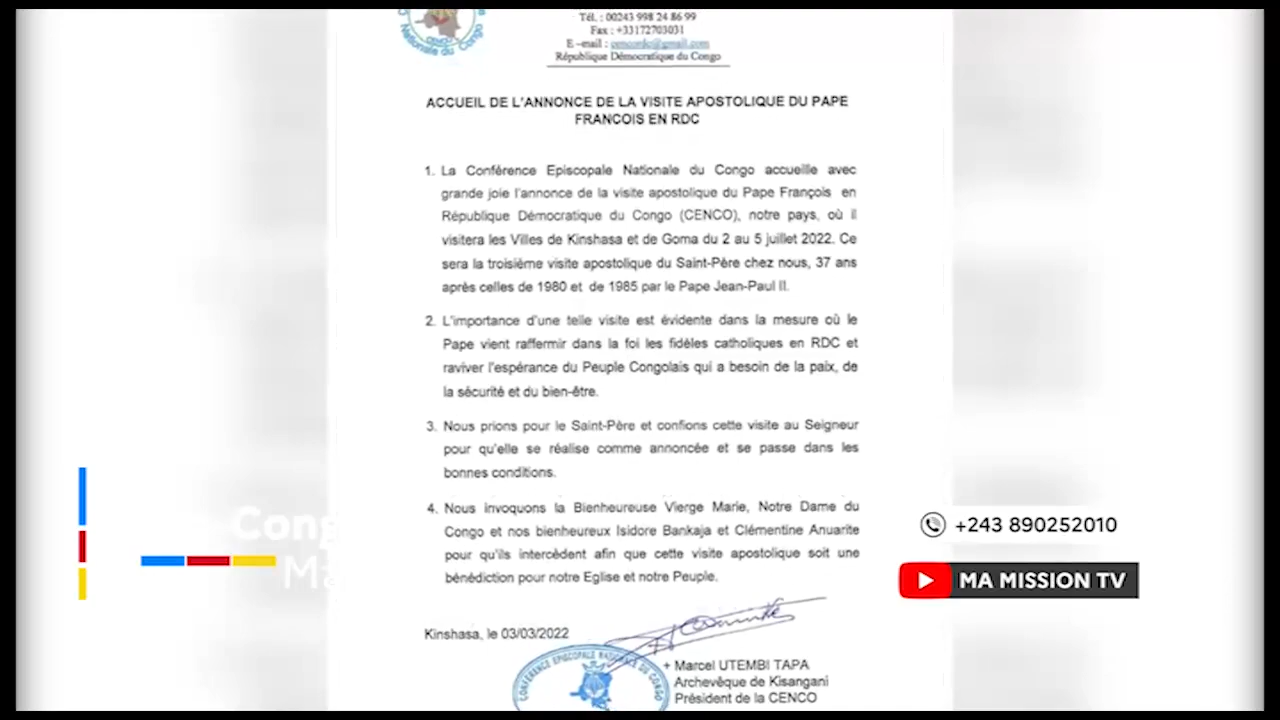 Nationale du Congo
Tél. : 00243 998 24 86 99
Fax : +33172703031
E –mail : cencordc@gmail.com
République Démocratique du Congo
ACCUEIL DE L'ANNONCE DE LA VISITE APOSTOLIQUE DU PAPE
FRANCOIS EN RDC
1. La Conférence Episcopale Nationale du Congo accueille avec
grande joie l'annonce de la visite apostolique du Pape François en
République Démocratique du Congo (CENCO), notre pays, où il
visitera les Villes de Kinshasa et de Goma du 2 au 5 juillet 2022. Ce
sera la troisième visite apostolique du Saint-Père chez nous, 37 ans
après celles de 1980 et de 1985 par le Pape Jean-Paul II.
2. L'importance d'une telle visite est évidente dans la mesure où le
Pape vient raffermir dans la foi les fidèles catholiques en RDC et
raviver l'espérance du Peuple Congolais qui a besoin de la paix, de
la sécurité et du bien-être.
3. Nous prions pour le Saint-Père et confions cette visite au Seigneur
pour qu'elle se réalise comme annoncée et se passe dans les
bonnes conditions.
4. Nous invoquons la Bienheureuse Vierge Marie, Notre Dame du
Congo et nos bienheureux Isidore Bankaja et Clémentine Anuarite
pour qu'ils intercèdent afin que cette visite apostolique soit une
bénédiction pour notre Eglise et notre Peuple.
Cong
Ma
+243 890252010
MA MISSION TV
Kinshasa, le 03/03/2022
CONFERENCE EPISCOPALE NATIONALE DU CONGO
+ Marcel UTEMBI TAPA
Archevêque de Kisangani
Président de la CENCO